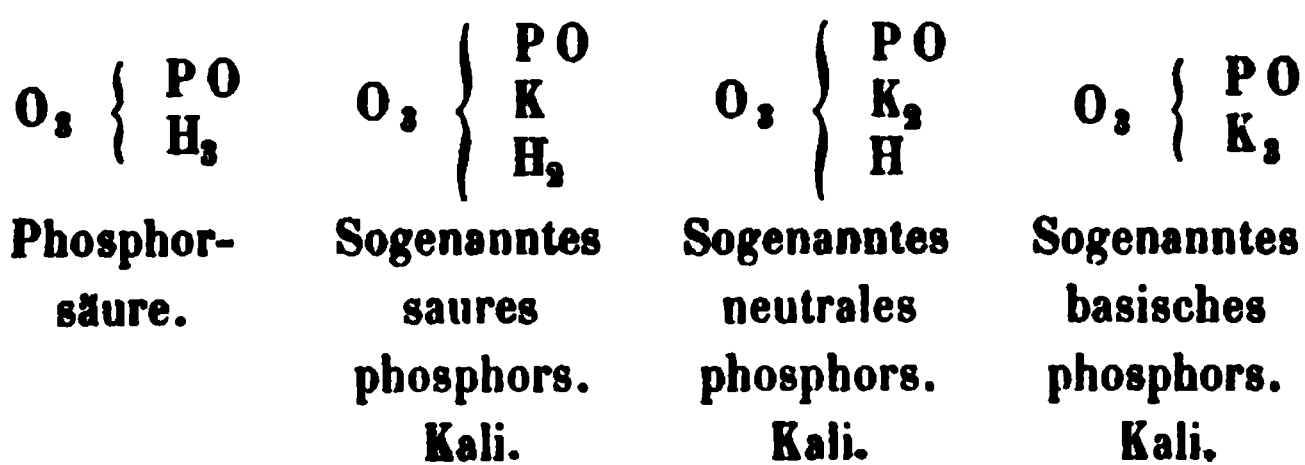 O₃ { PO H₃
O₃ { PO K H₂
O₃ { PO K₂ H
O₃ { PO K₃
Phosphor-
säure.
Sogenanntes
saures
phosphors.
Kali.
Sogenanntes
neutrales
phosphors.
Kali.
Sogenanntes
basisches
phosphors.
Kali.